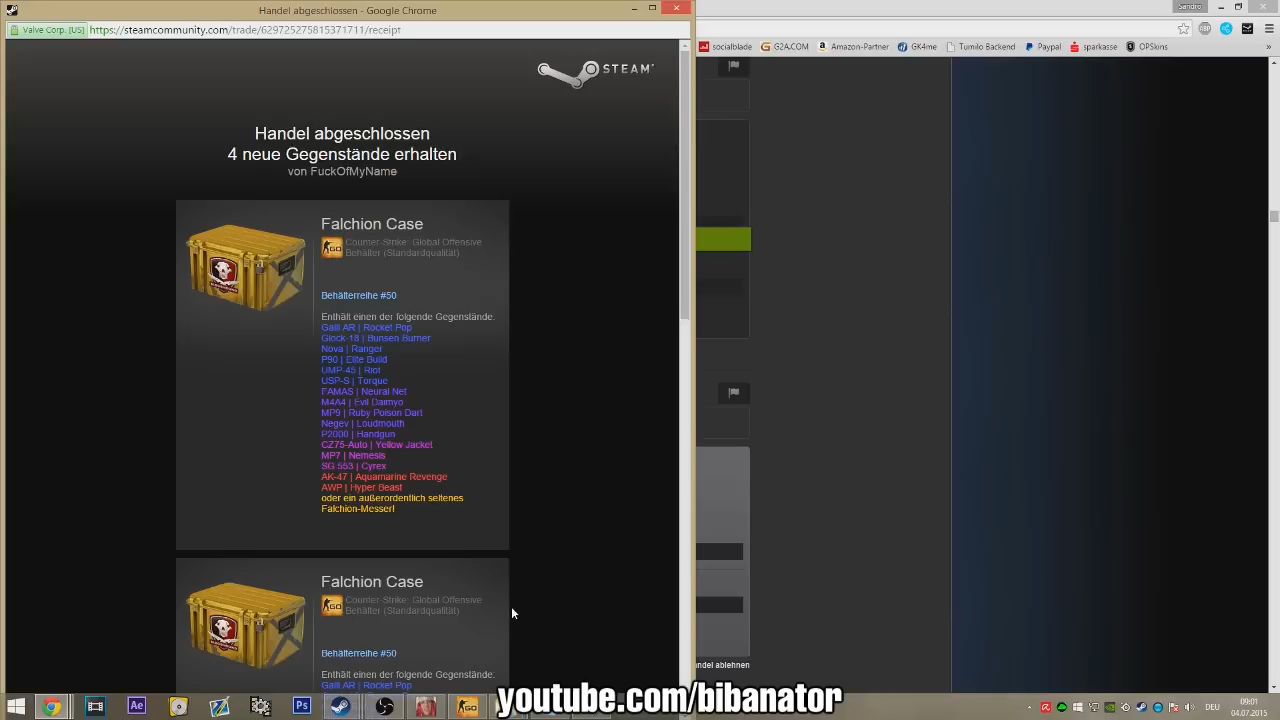 Handel abgeschlossen - Google Chrome
Sandro
Valve Corp. [US]
https://steamcommunity.com/trade/629725275815371711/receipt
socialblade
G2A.COM
Amazon-Partner
GK4me
Tumilo Backend
Paypal
sparkasse
OPSkins
»
STEAM
Handel abgeschlossen
4 neue Gegenstände erhalten
von FuckOfMyName
Falchion Case
Counter-Strike: Global Offensive
Behälter (Standardqualität)
Behälterreihe #50
Enthält einen der folgende Gegenstände:
Galil AR | Rocket Pop
Glock-18 | Bunsen Burner
Nova | Ranger
P90 | Elite Build
UMP-45 | Riot
USP-S | Torque
FAMAS | Neural Net
M4A4 | Evil Daimyo
MP9 | Ruby Poison Dart
Negev | Loudmouth
P2000 | Handgun
CZ75-Auto | Yellow Jacket
MP7 | Nemesis
SG 553 | Cyrex
AK-47 | Aquamarine Revenge
AWP | Hyper Beast
oder ein außerordentlich seltenes
Falchion-Messer!
Falchion Case
Counter-Strike: Global Offensive
Behälter (Standardqualität)
Behälterreihe #50
Enthält einen der folgende Gegenstände:
Galil AR | Rocket Pop
ndel ablehnen
youtube.com/bibanator
Ae
Ps
DEU
09:01
04.07.2015